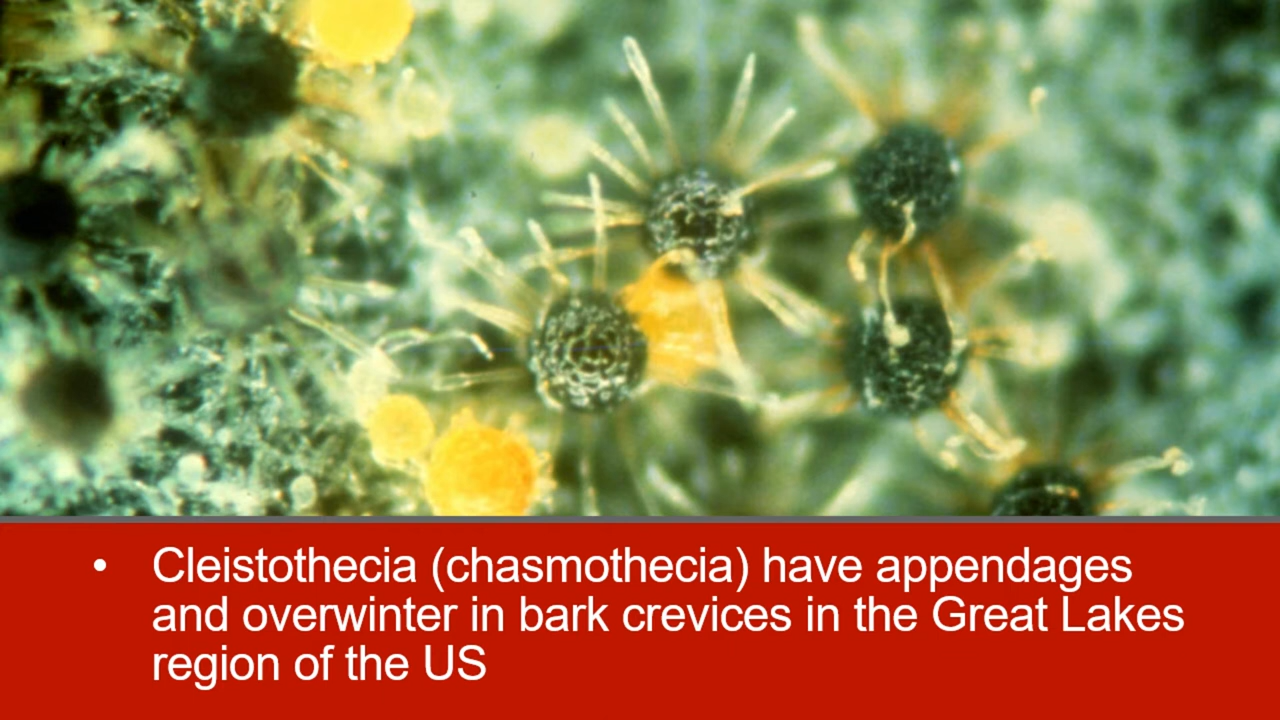 • Cleistothecia (chasmothecia) have appendages
and overwinter in bark crevices in the Great Lakes
region of the US